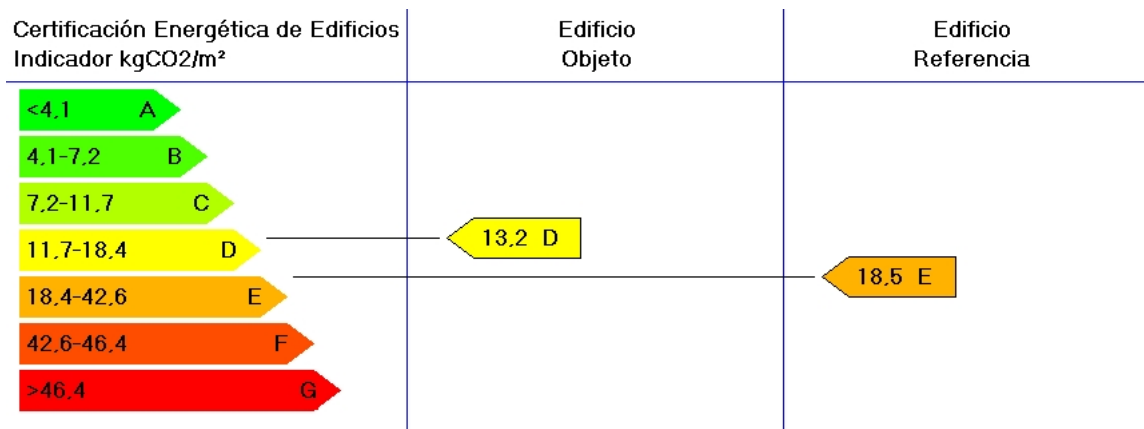 Certificación Energética de Edificios
Indicador kgCO2/m²
Edificio
Objeto
Edificio
Referencia
<4,1 A
4,1-7,2 B
7,2-11,7 C
11,7-18,4 D
13,2 D
18,4-42,6 E
18,5 E
42,6-46,4 F
>46,4 G